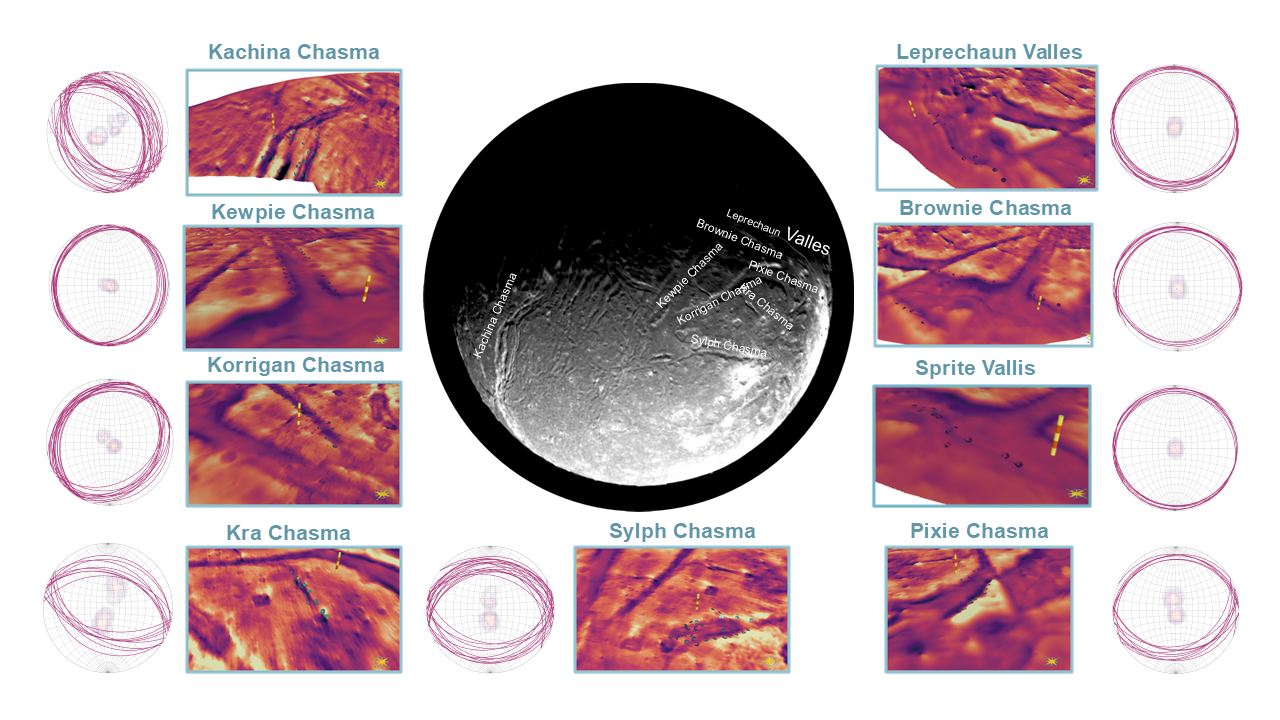 Kachina Chasma
Leprechaun Valles
Kewpie Chasma
Brownie Chasma
Korrigan Chasma
Sprite Vallis
Kra Chasma
Sylph Chasma
Pixie Chasma
Leprechaun Valles
Brownie Chasma
Kewpie Chasma
Pixie Chasma
Korrigan Chasma
Kra Chasma
Sylph Chasma
Kachina Chasma